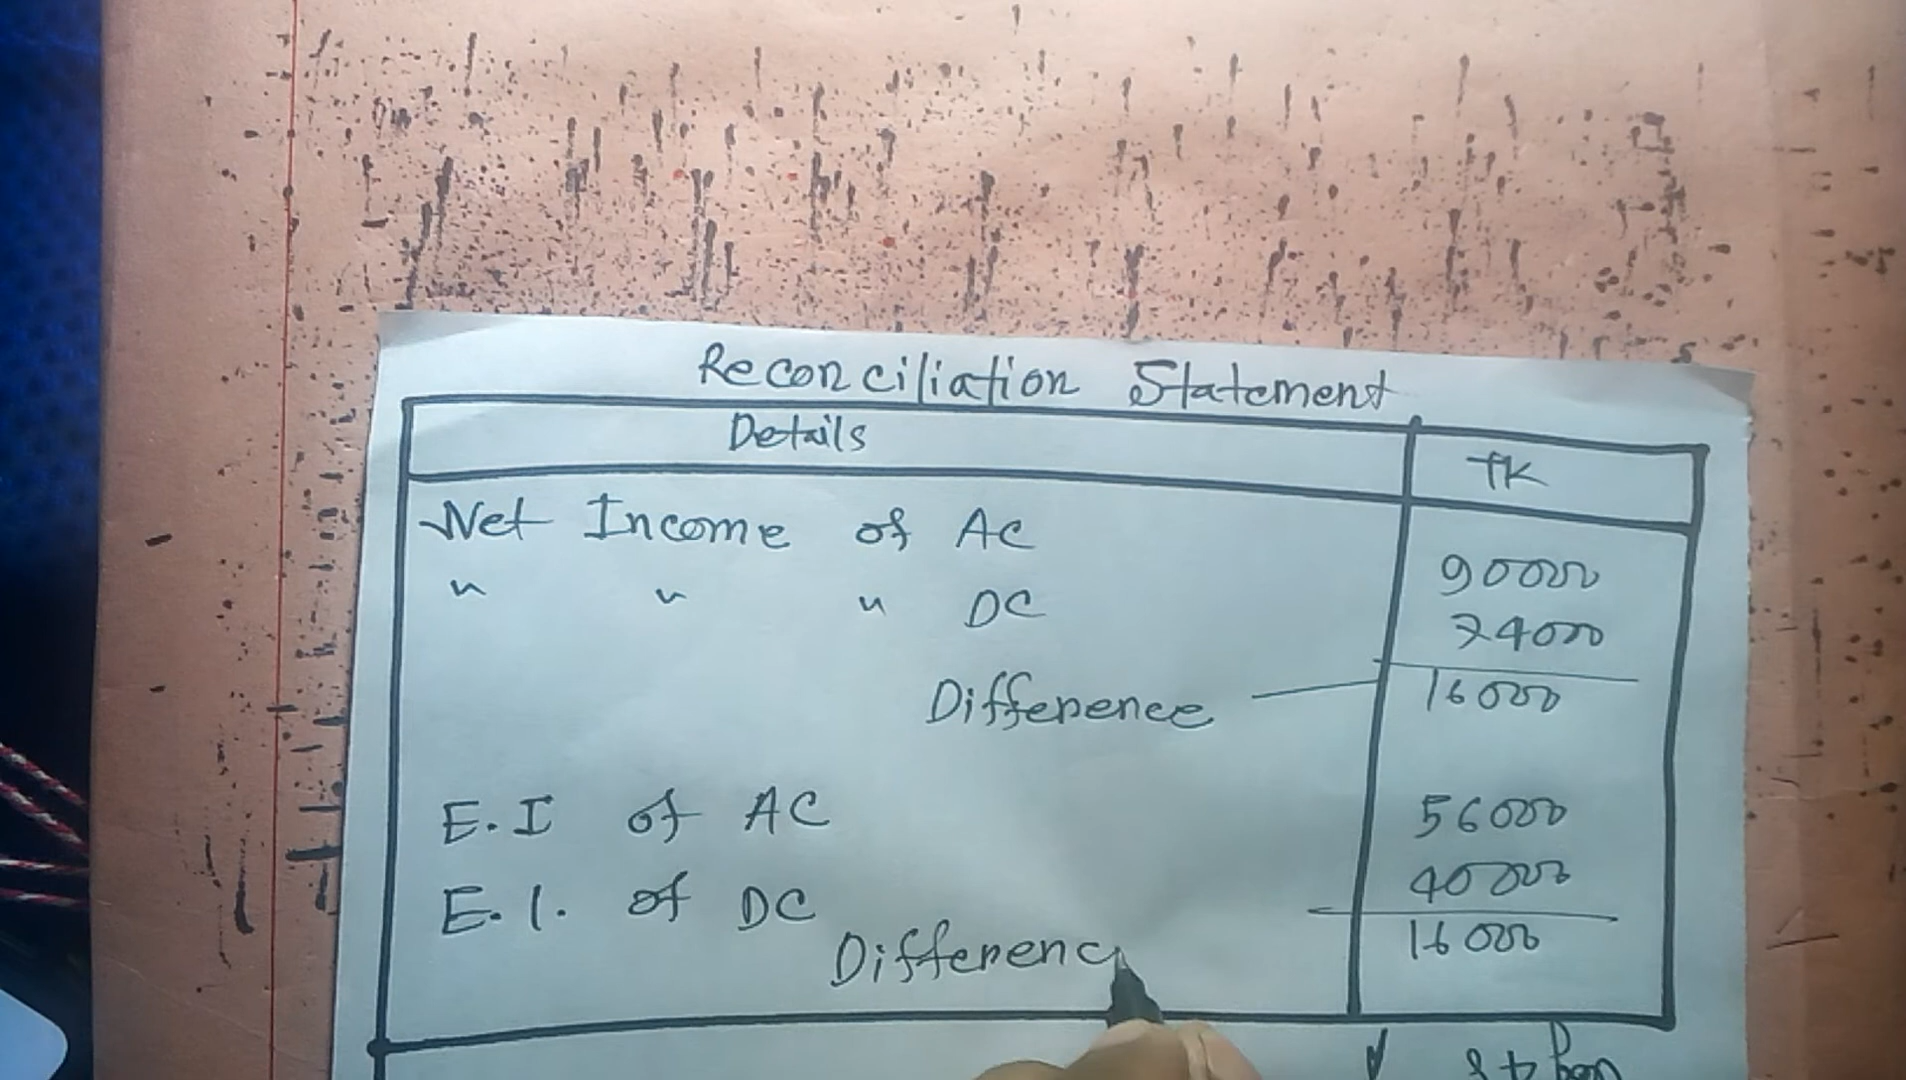 Reconciliation Statement
Details TK
Net Income of AC 90000
" " " DC 74000
Difference 16000
E.I of AC 56000
E.I. of DC 40000
Differenc 16000